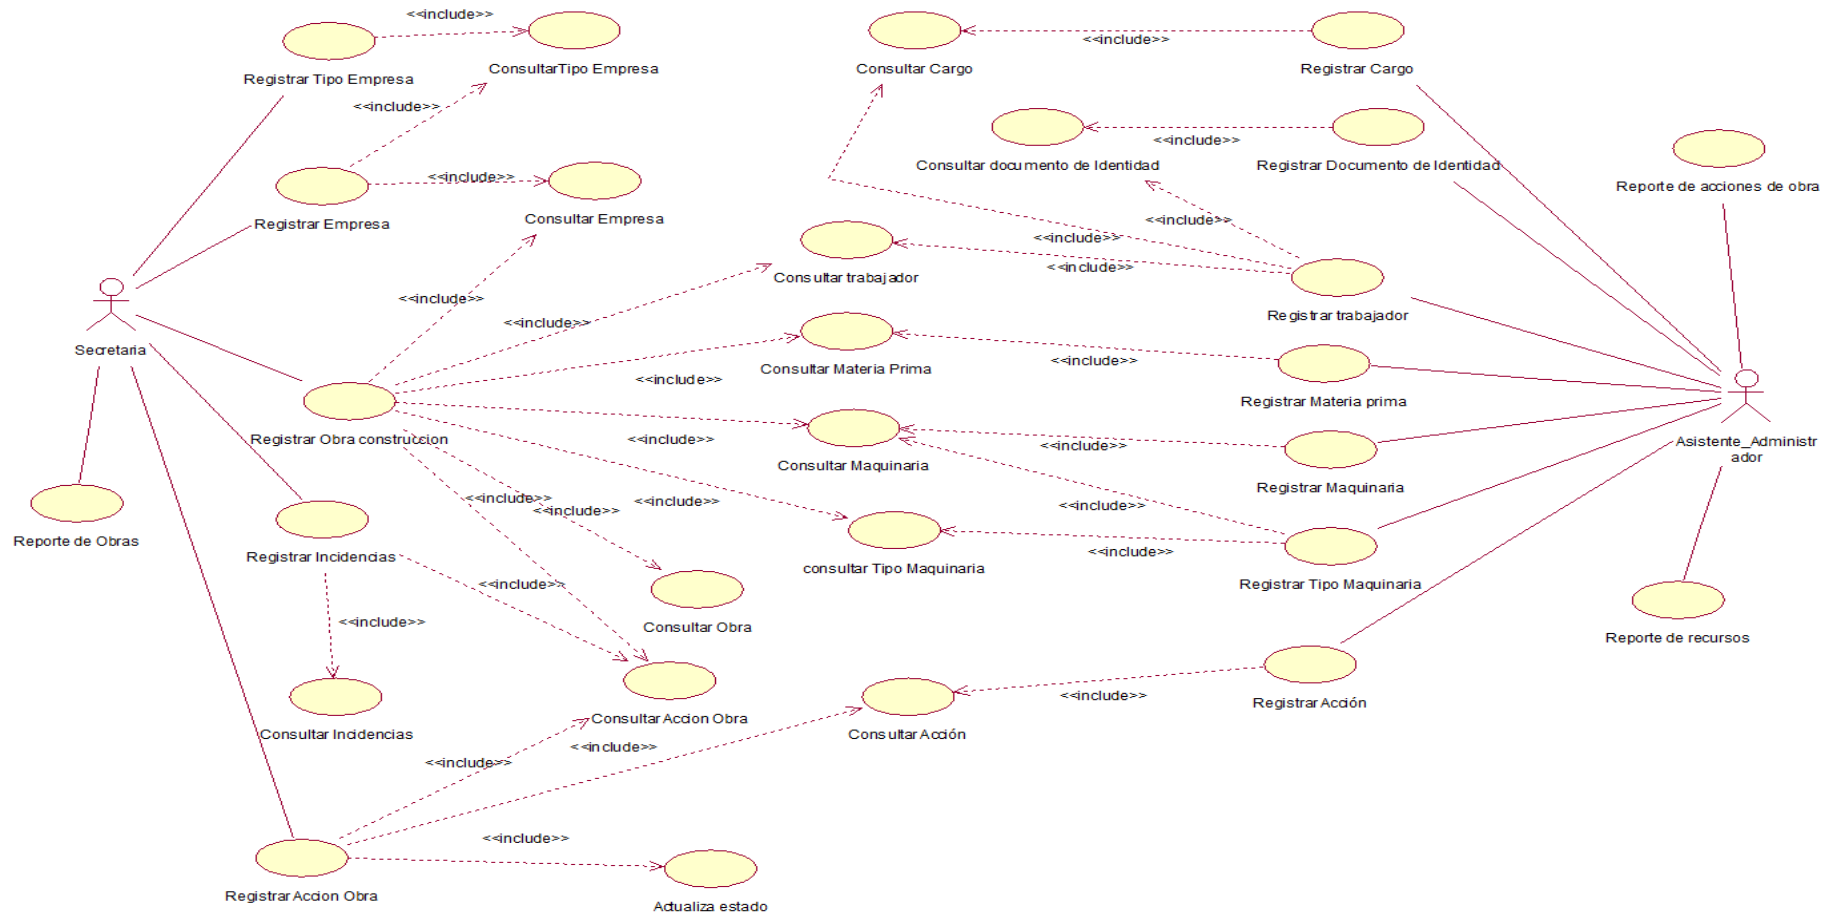 <<include>>
Registrar Tipo Empresa
ConsultarTipo Empresa
<<include>>
Consultar Cargo
Registrar Cargo
<<include>>
<<include>>
Consultar documento de Identidad
Registrar Documento de Identidad
<<include>>
Reporte de acciones de obra
Registrar Empresa
Consultar Empresa
<<include>>
<<include>>
<<include>>
<<include>>
Consultar trabajador
Registrar trabajador
<<include>>
<<include>>
Secretaria
Consultar Materia Prima
<<include>>
<<include>>
Registrar Materia prima
Registrar Obra construccion
<<include>>
<<include>>
Consultar Maquinaria
Registrar Maquinaria
Asistente_Administr
ador
<<include>>
<<include>>
<<include>>
<<include>>
Reporte de Obras
Registrar Incidencias
<<include>>
consultar Tipo Maquinaria
Registrar Tipo Maquinaria
<<include>>
<<include>>
Consultar Obra
Reporte de recursos
Consultar Incidencias
Consultar Accion Obra
<<include>>
Registrar Acción
Consultar Acción
<<include>>
<<include>>
<<include>>
Registrar Accion Obra
Actualiza estado